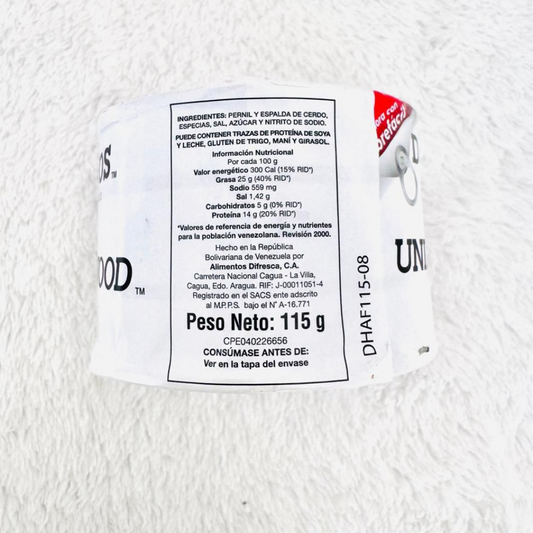 INGREDIENTES: PERNIL Y ESPALDA DE CERDO,
ESPECIAS, SAL, AZÚCAR Y NITRITO DE SODIO.
PUEDE CONTENER TRAZAS DE PROTEÍNA DE SOYA
Y LECHE, GLUTEN DE TRIGO, MANÍ Y GIRASOL.
Información Nutricional
Por cada 100 g
Valor energético 300 Cal (15% RID*)
Grasa 25 g (40% RID*)
Sodio 559 mg
Sal 1,42 g
Carbohidratos 5 g (0% RID*)
Proteína 14 g (20% RID*)
*Valores de referencia de energía y nutrientes
para la población venezolana. Revisión 2000.
Hecho en la República
Bolivariana de Venezuela por
Alimentos Difresca, C.A.
Carretera Nacional Cagua - La Villa,
Cagua, Edo. Aragua. RIF: J-00011051-4
Registrado en el SACS ente adscrito
al M.P.P.S. bajo el N° A-16.771
Peso Neto: 115 g
CPE040226656
CONSÚMASE ANTES DE:
Ver en la tapa del envase
DHAF115-08
OS™
OOD™
con
D
UN